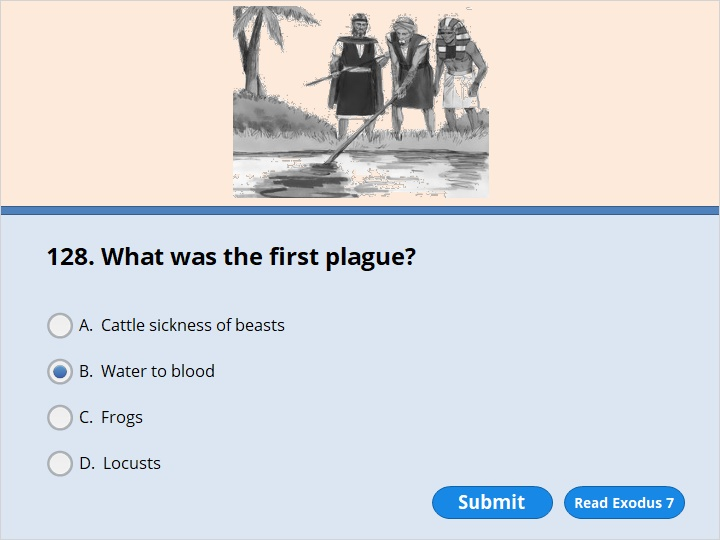 128. What was the first plague?
A. Cattle sickness of beasts
B. Water to blood
C. Frogs
D. Locusts
Submit
Read Exodus 7